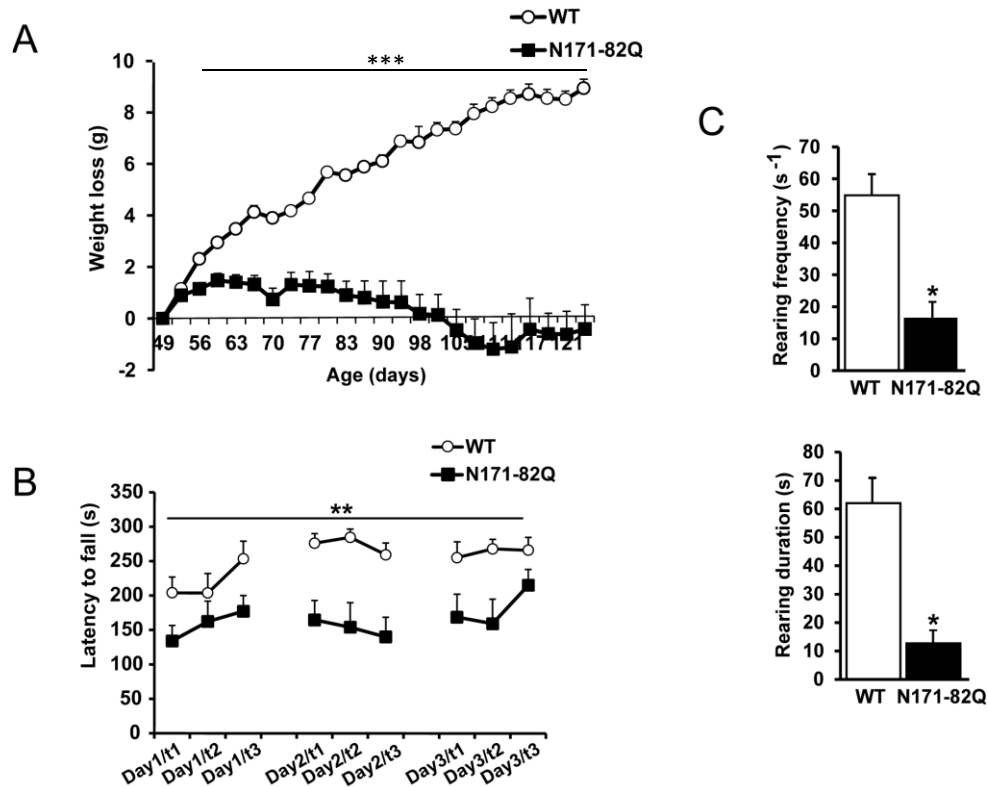 A
WT
N171-82Q
***
10
8
6
4
2
0
-2
Weight loss (g)
49 56 63 70 77 83 90 98 105 117 121
Age (days)
B
WT
N171-82Q
**
350
300
250
200
150
100
50
0
Latency to fall (s)
Day1/t1 Day1/t2 Day1/t3 Day2/t1 Day2/t2 Day2/t3 Day3/t1 Day3/t2 Day3/t3
C
70
60
50
40
30
20
10
0
Rearing frequency (s-1)
*
WT N171-82Q
80
70
60
50
40
30
20
10
0
Rearing duration (s)
*
WT N171-82Q